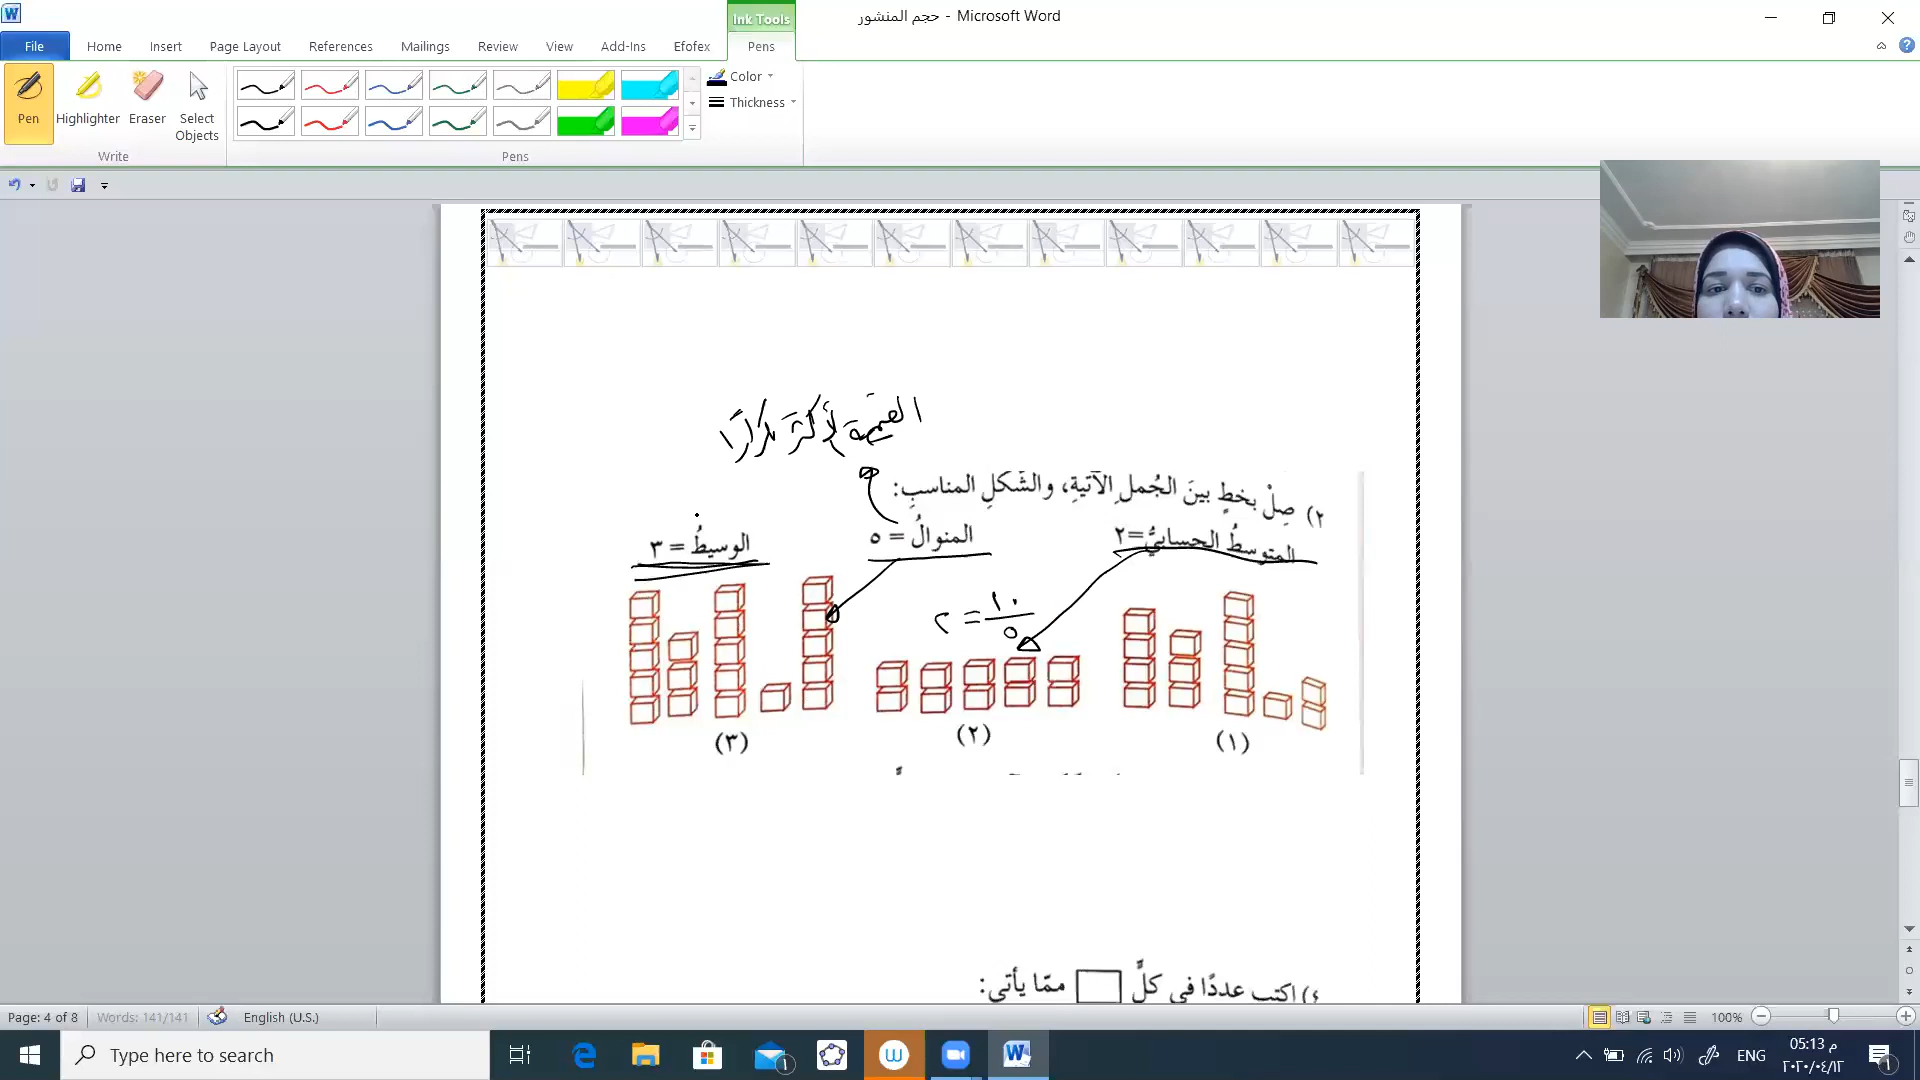 حجم المنشور - Microsoft Word
Ink Tools
File Home Insert Page Layout References Mailings Review View Add-Ins Efofex Pens
Pen Highlighter Eraser Select Objects
Color
Thickness
Write Pens
القيمة الأكثر تكرارًا
٢) صِلْ بخطٍ بينَ الجُملِ الآتيةِ، والشّكلِ المناسبِ:
المتوسطُ الحسابيُّ=٢ المنوالُ = ٥ الوسيطُ = ٣
١٠/٥ = ٢
(١) (٢) (٣)
٤) اكتب عددًا في كلٍّ ممّا يأتي:
Page: 4 of 8 Words: 141/141 English (U.S.) 100%
Type here to search
ENG
05:13 م
٢٠٢٠/٠٤/١٢